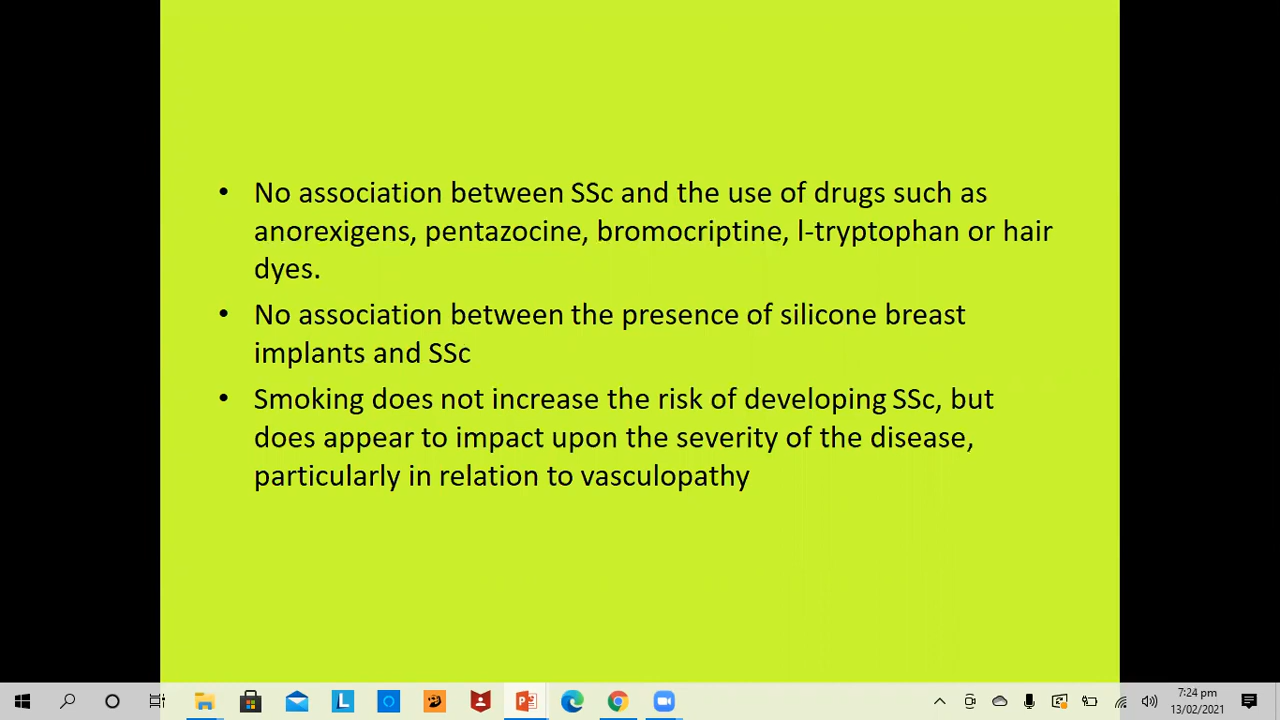 • No association between SSc and the use of drugs such as
anorexigens, pentazocine, bromocriptine, l-tryptophan or hair
dyes.
• No association between the presence of silicone breast
implants and SSc
• Smoking does not increase the risk of developing SSc, but
does appear to impact upon the severity of the disease,
particularly in relation to vasculopathy
7:24 pm
13/02/2021